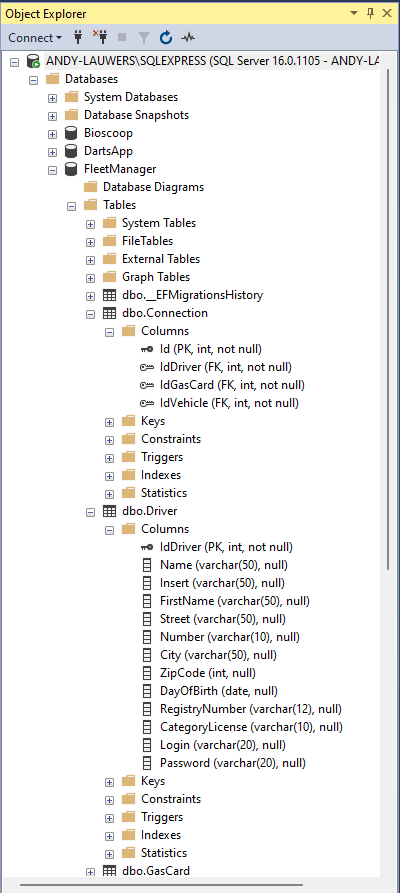 Object Explorer
Connect
ANDY-LAUWERS\SQLEXPRESS (SQL Server 16.0.1105 - ANDY-LA
Databases
System Databases
Database Snapshots
Bioscoop
DartsApp
FleetManager
Database Diagrams
Tables
System Tables
FileTables
External Tables
Graph Tables
dbo.__EFMigrationsHistory
dbo.Connection
Columns
Id (PK, int, not null)
IdDriver (FK, int, not null)
IdGasCard (FK, int, not null)
IdVehicle (FK, int, not null)
Keys
Constraints
Triggers
Indexes
Statistics
dbo.Driver
Columns
IdDriver (PK, int, not null)
Name (varchar(50), null)
Insert (varchar(50), null)
FirstName (varchar(50), null)
Street (varchar(50), null)
Number (varchar(10), null)
City (varchar(50), null)
ZipCode (int, null)
DayOfBirth (date, null)
RegistryNumber (varchar(12), null)
CategoryLicense (varchar(10), null)
Login (varchar(20), null)
Password (varchar(20), null)
Keys
Constraints
Triggers
Indexes
Statistics
dbo.GasCard